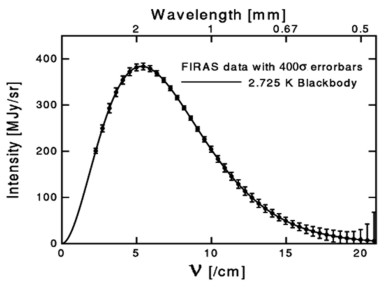 Wavelength [mm]
2 1 0.67 0.5
FIRAS data with 400σ errorbars
2.725 K Blackbody
Intensity [MJy/sr]
400
300
200
100
0
0 5 10 15 20
ν [/cm]